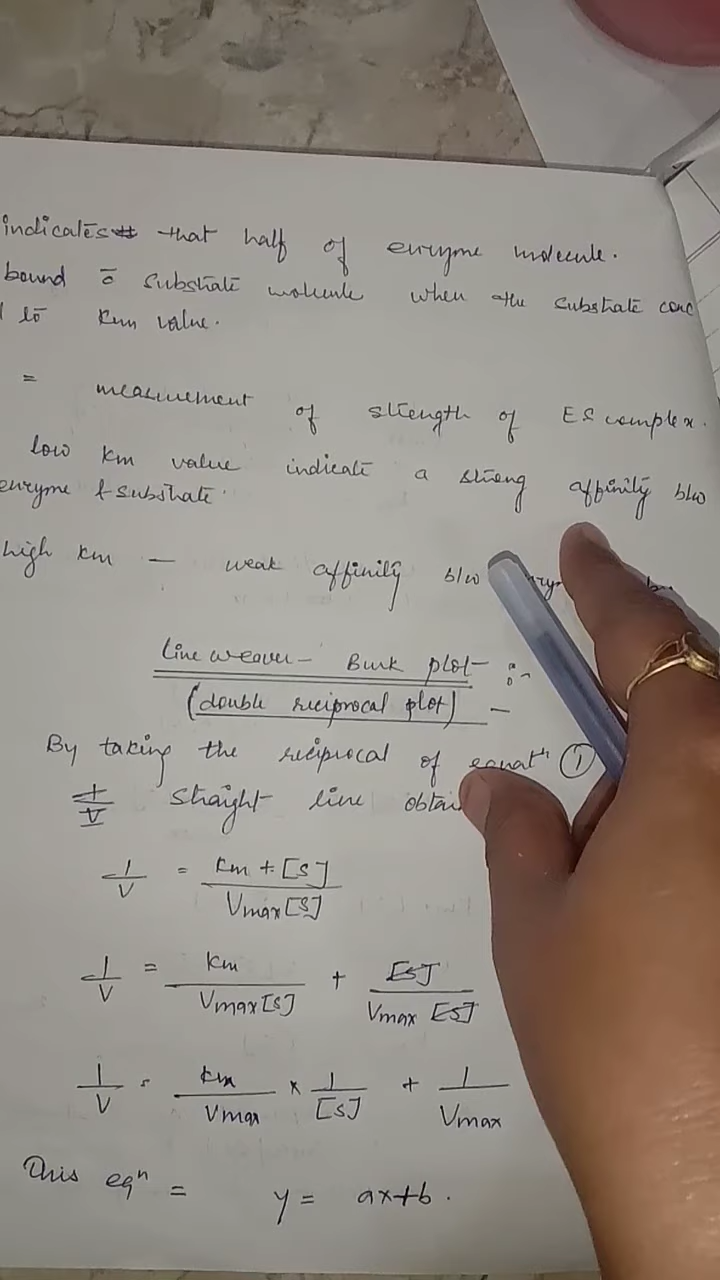 indicates that half of enzyme molecule.
bound c̄ substrate molecule when the substrate conc
to km value.
= measurement of strength of ES complex.
low km value indicate a strong affinity b/w
enzyme & substrate.
high km — weak affinity b/w
Line weaver - Burk plot :-
(double reciprocal plot) —
By taking the reciprocal of equatⁿ ①
straight line
1/V = km + [S] / Vmax [S]
1/V = km / Vmax [S] + [S] / Vmax [S]
1/V = km / Vmax × 1/[S] + 1/Vmax
This eqⁿ = y = ax+b.